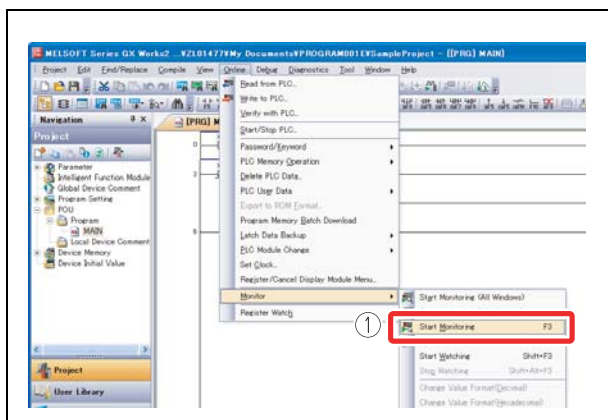 MELSOFT Series GX Works2 ...¥ZL01477¥My Documents¥PROGRAM001E¥SampleProject - [[PRG] MAIN]
Project Edit Find/Replace Compile View Online Debug Diagnostics Tool Window Help
Navigation
[PRG] M
Project
Parameter
Intelligent Function Module
Global Device Comment
Program Setting
POU
Program
MAIN
Local Device Comment
Device Memory
Device Initial Value
Project
User Library
0
3
6
Read from PLC...
Write to PLC...
Verify with PLC...
Start/Stop PLC...
Password/Keyword
PLC Memory Operation
Delete PLC Data...
PLC User Data
Export to ROM Format...
Program Memory Batch Download
Latch Data Backup
PLC Module Change
Set Clock...
Register/Cancel Display Module Menu...
Monitor
Register Watch
Start Monitoring (All Windows)
1
Start Monitoring F3
Start Watching Shift+F3
Stop Watching Shift+Alt+F3
Change Value Format(Decimal)
Change Value Format(Hexadecimal)